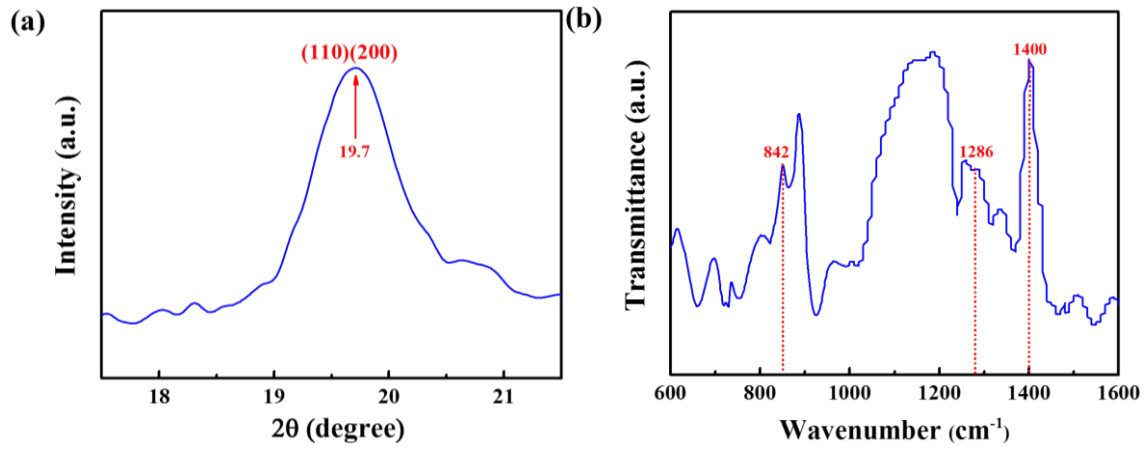 (a)
(110)(200)
19.7
Intensity (a.u.)
18 19 20 21
2θ (degree)
(b)
1400
842
1286
Transmittance (a.u.)
600 800 1000 1200 1400 1600
Wavenumber (cm⁻¹)